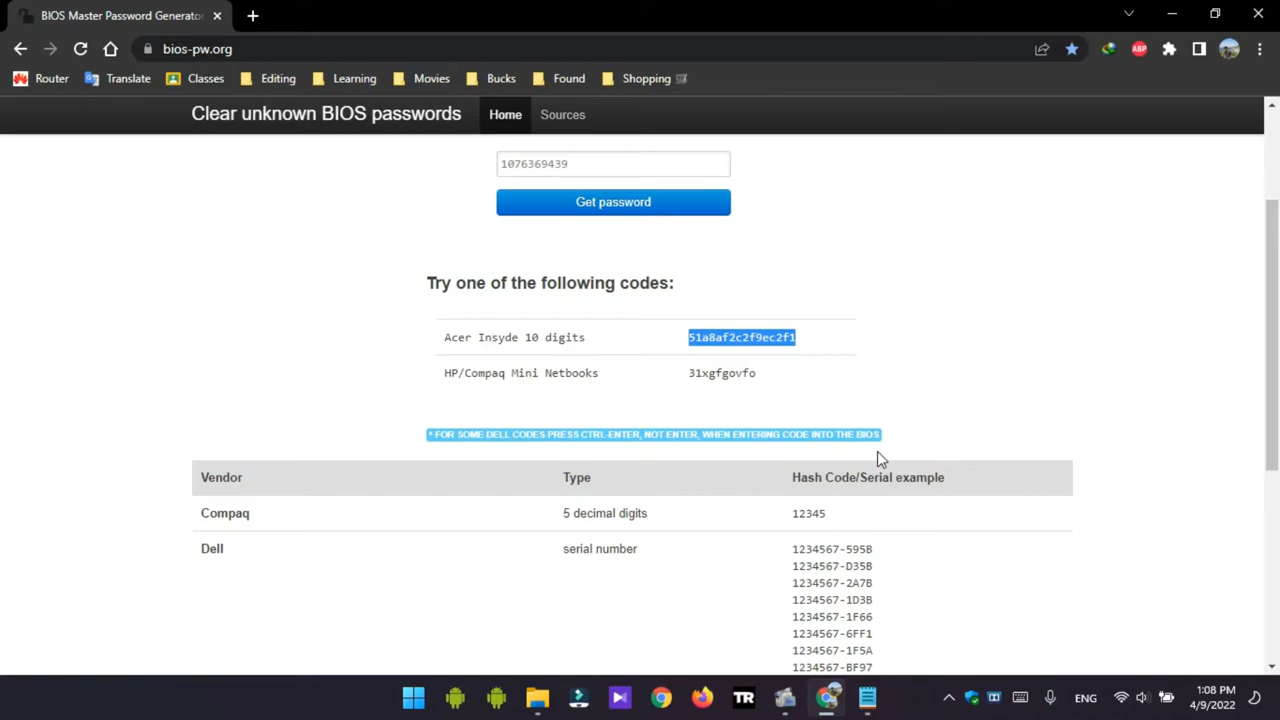 BIOS Master Password Generator
bios-pw.org
Router
Translate
Classes
Editing
Learning
Movies
Bucks
Found
Shopping
ABP
Clear unknown BIOS passwords
Home
Sources
1076369439
Get password
Try one of the following codes:
Acer Insyde 10 digits 51a8af2c2f9ec2f1
HP/Compaq Mini Netbooks 31xgfgovfo
* FOR SOME DELL CODES PRESS CTRL-ENTER, NOT ENTER, WHEN ENTERING CODE INTO THE BIOS
Vendor Type Hash Code/Serial example
Compaq 5 decimal digits 12345
Dell serial number 1234567-595B
1234567-D35B
1234567-2A7B
1234567-1D3B
1234567-1F66
1234567-6FF1
1234567-1F5A
1234567-BF97
TR
ENG
1:08 PM
4/9/2022